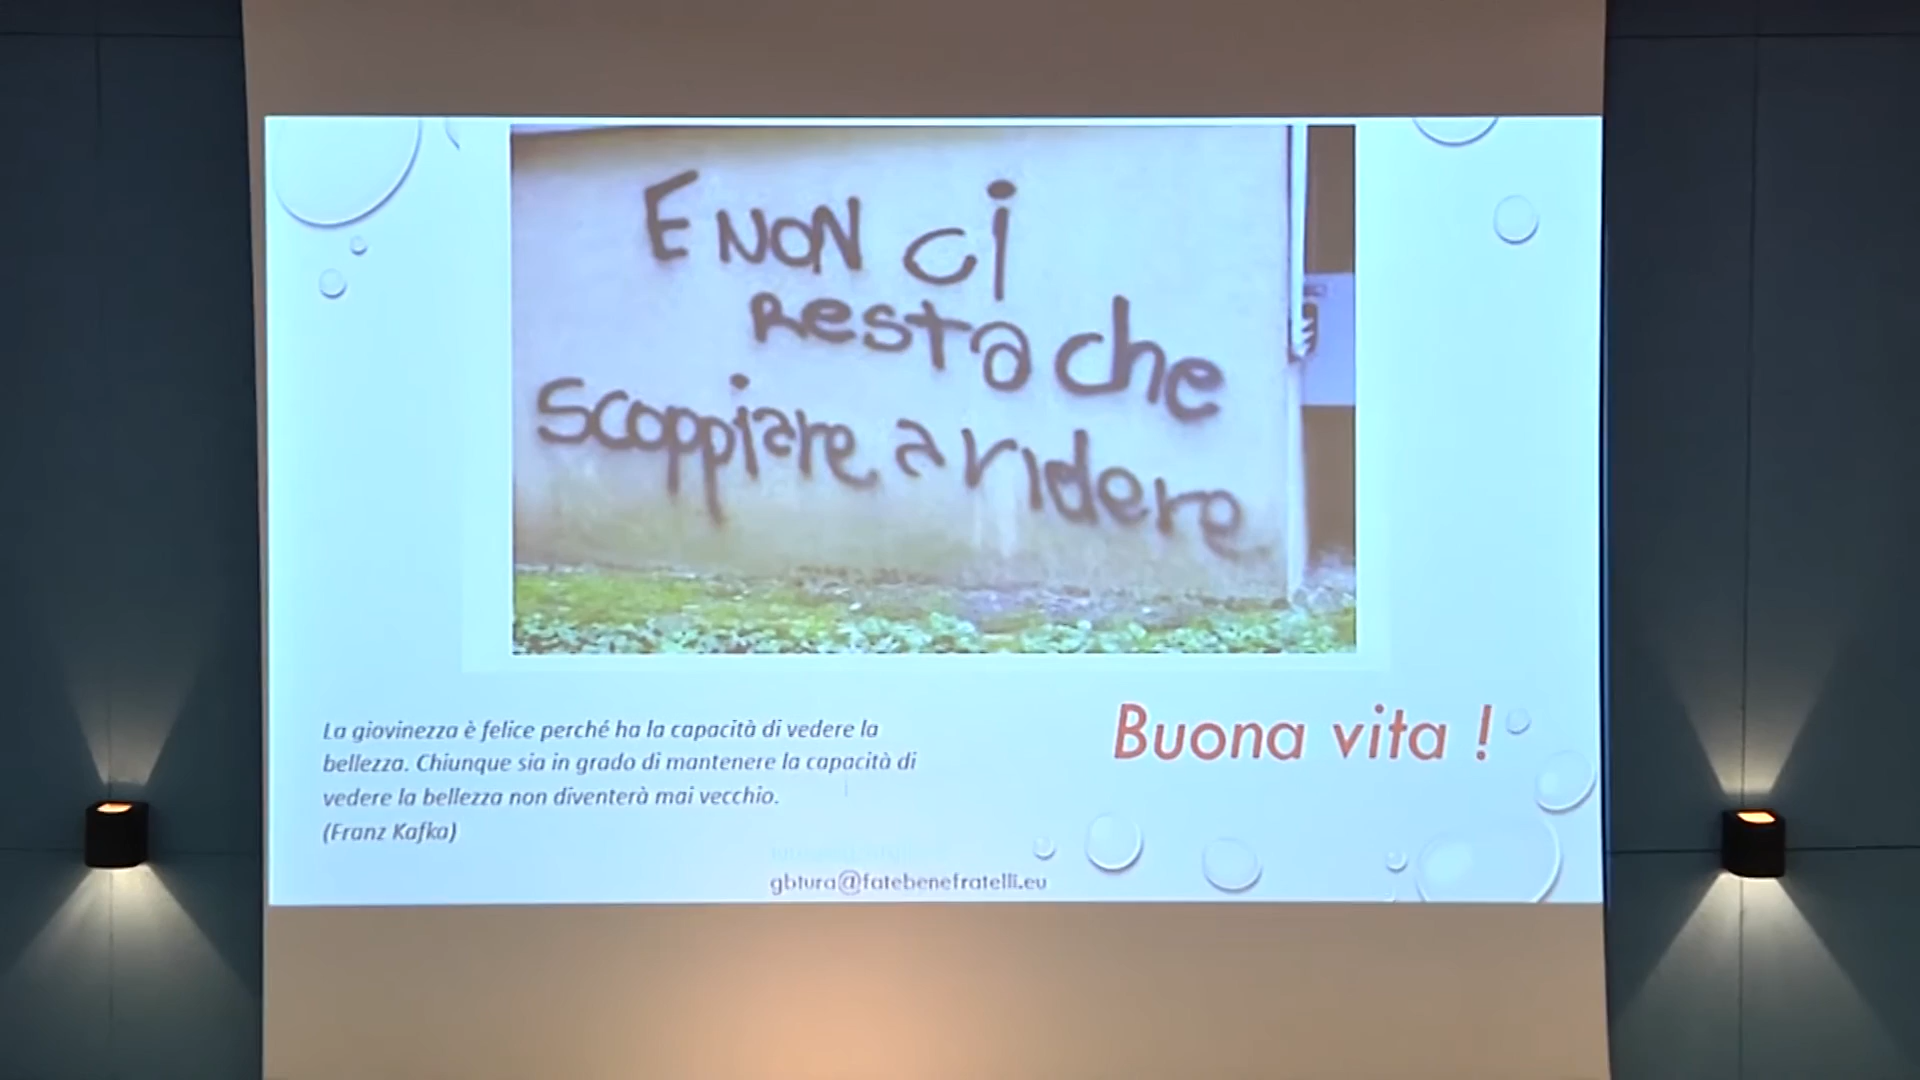 E NON Ci
Resta che
Scoppiare a ridere
La giovinezza è felice perché ha la capacità di vedere la
bellezza. Chiunque sia in grado di mantenere la capacità di
vedere la bellezza non diventerà mai vecchio.
(Franz Kafka)
Buona vita !
gbtura@fatebenefratelli.eu